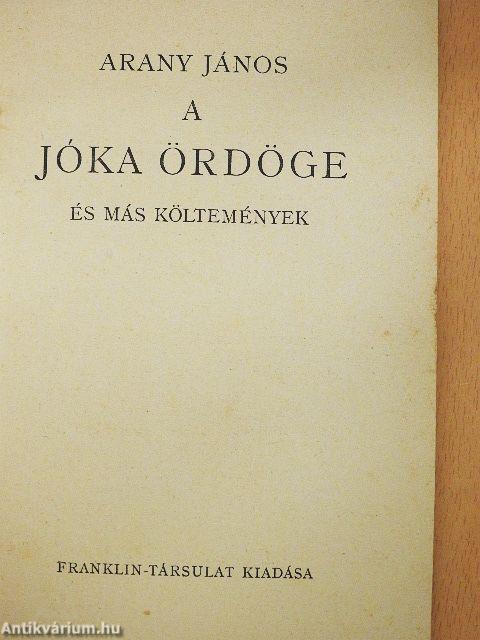 ARANY JÁNOS
A
JÓKA ÖRDÖGE
ÉS MÁS KÖLTEMÉNYEK
FRANKLIN-TÁRSULAT KIADÁSA
Antikvárium.hu